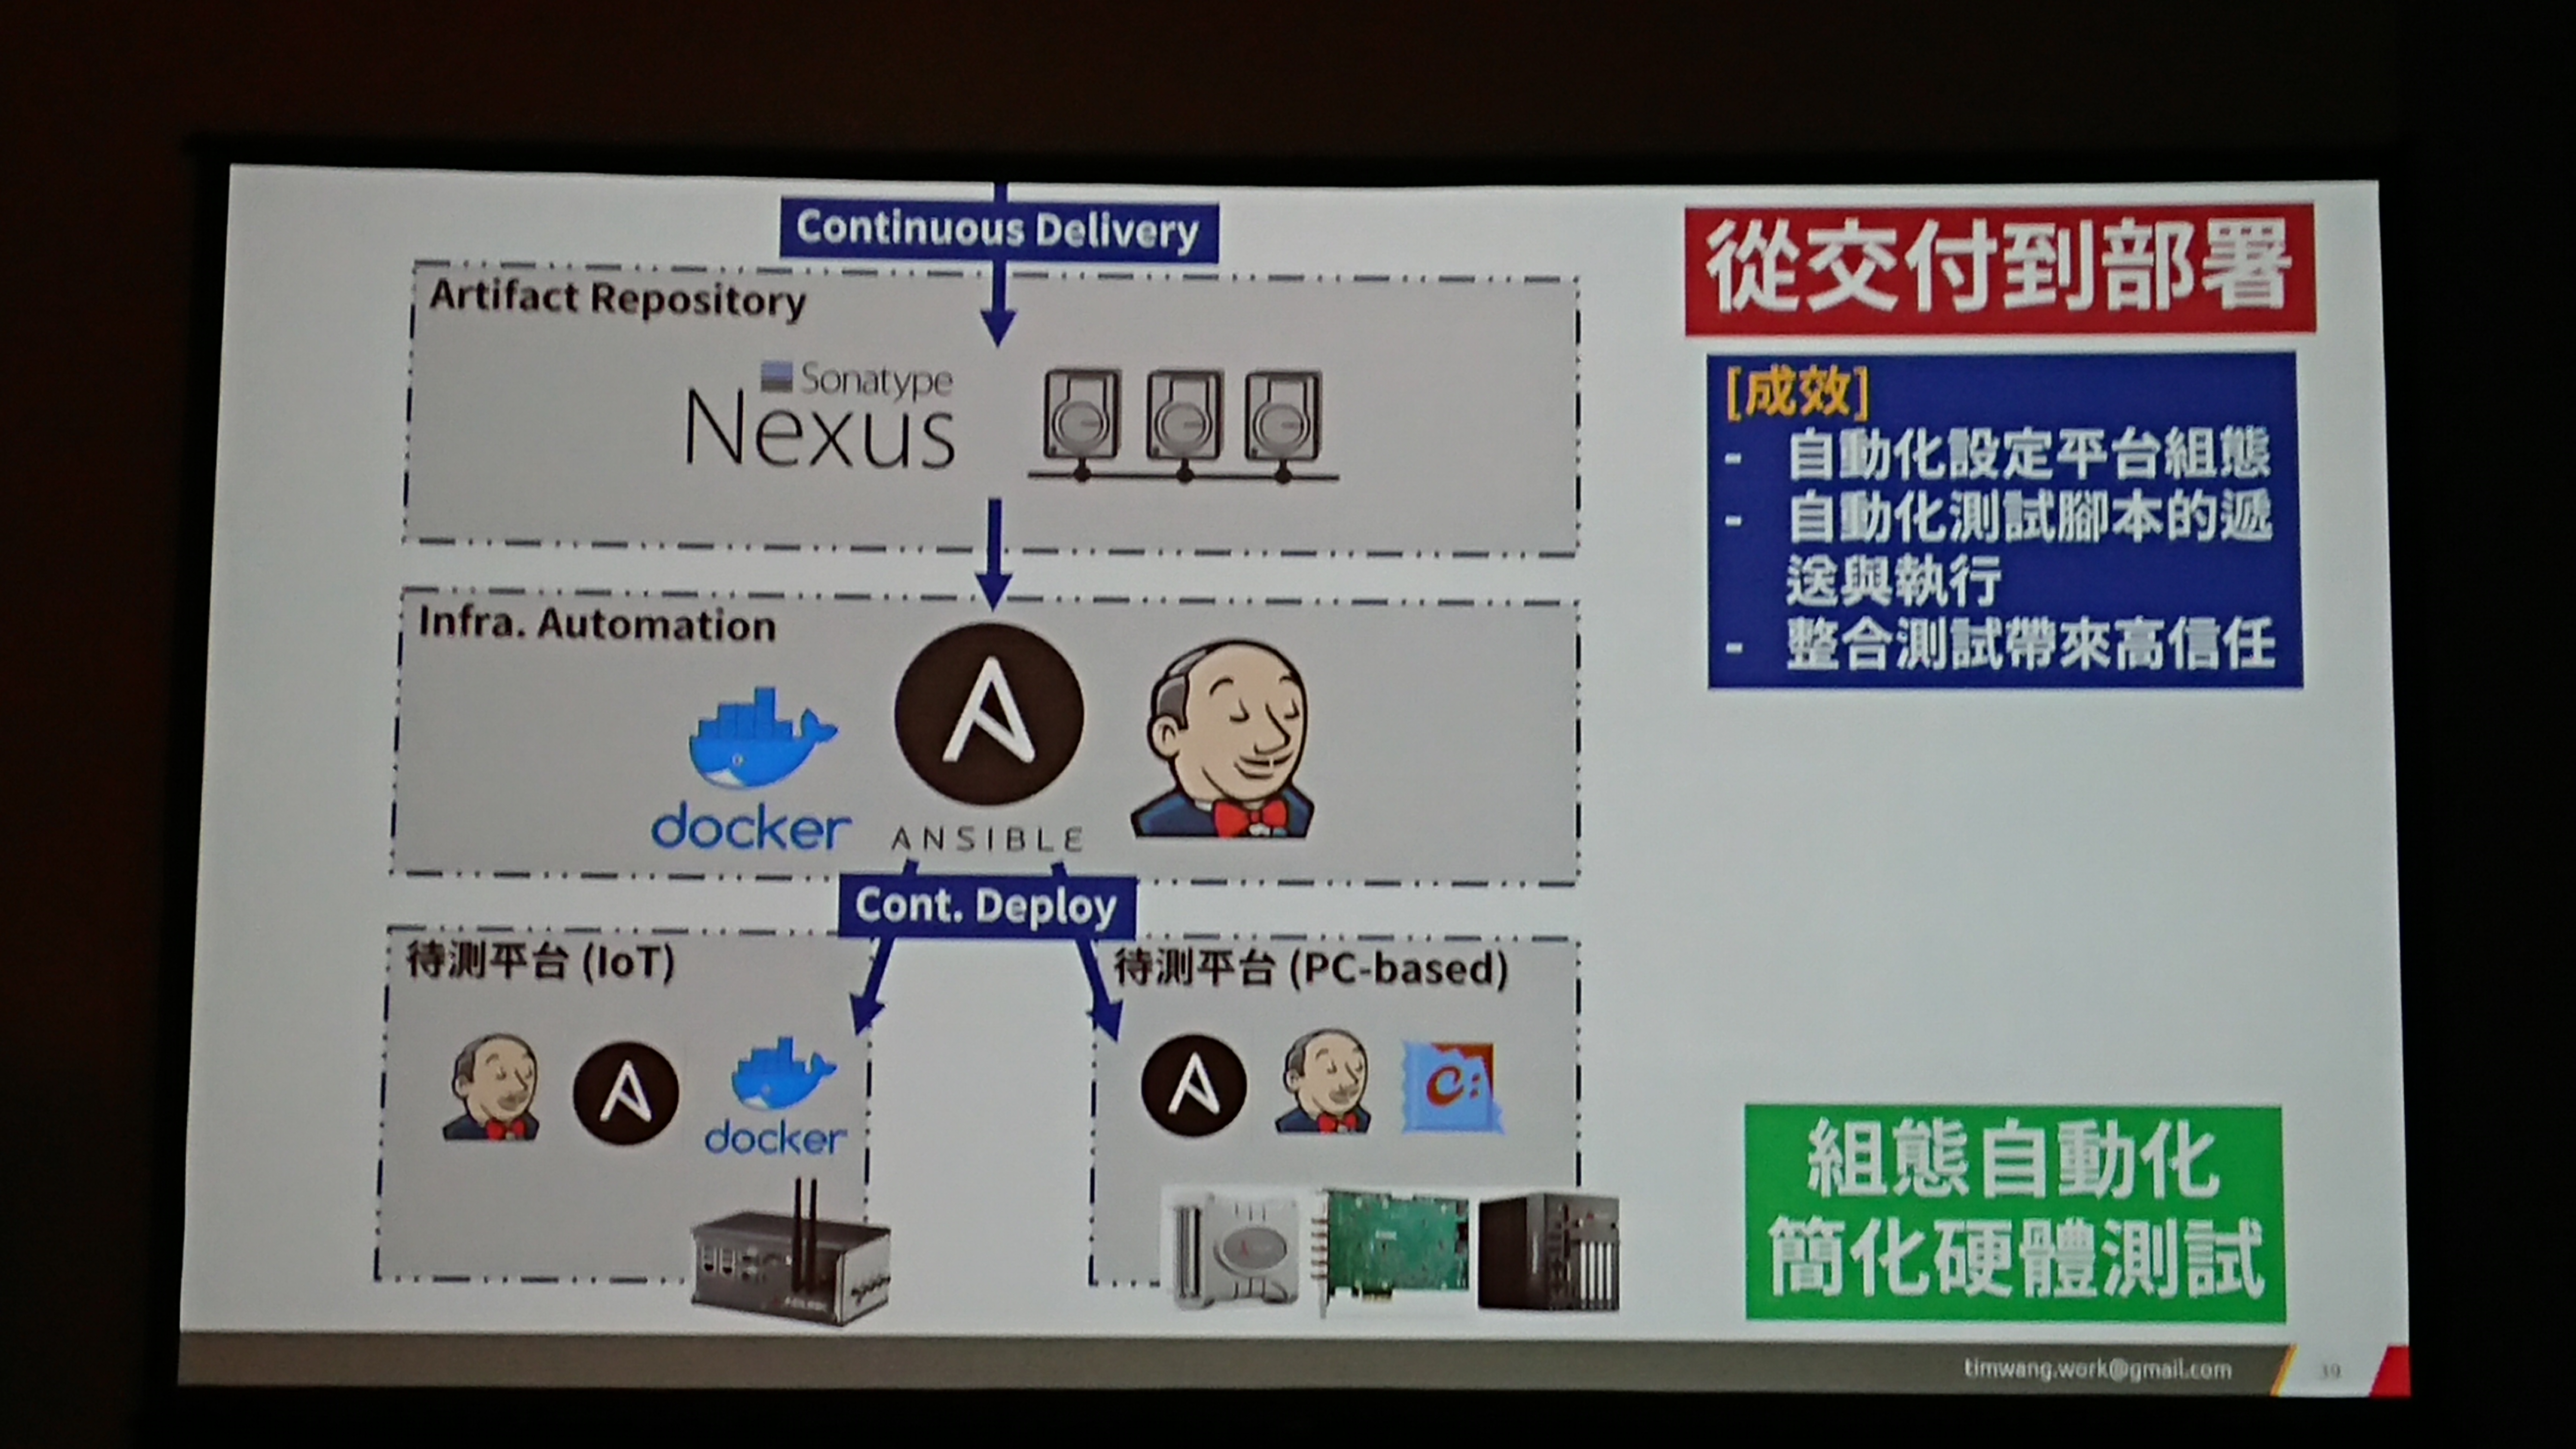 Continuous Delivery
Artifact Repository
Sonatype
Nexus
Infra. Automation
docker
ANSIBLE
Cont. Deploy
待測平台 (IoT)
docker
待測平台 (PC-based)
C:
從交付到部署
[成效]
- 自動化設定平台組態
- 自動化測試腳本的遞
送與執行
- 整合測試帶來高信任
組態自動化
簡化硬體測試
timwang.work@gmail.com
39